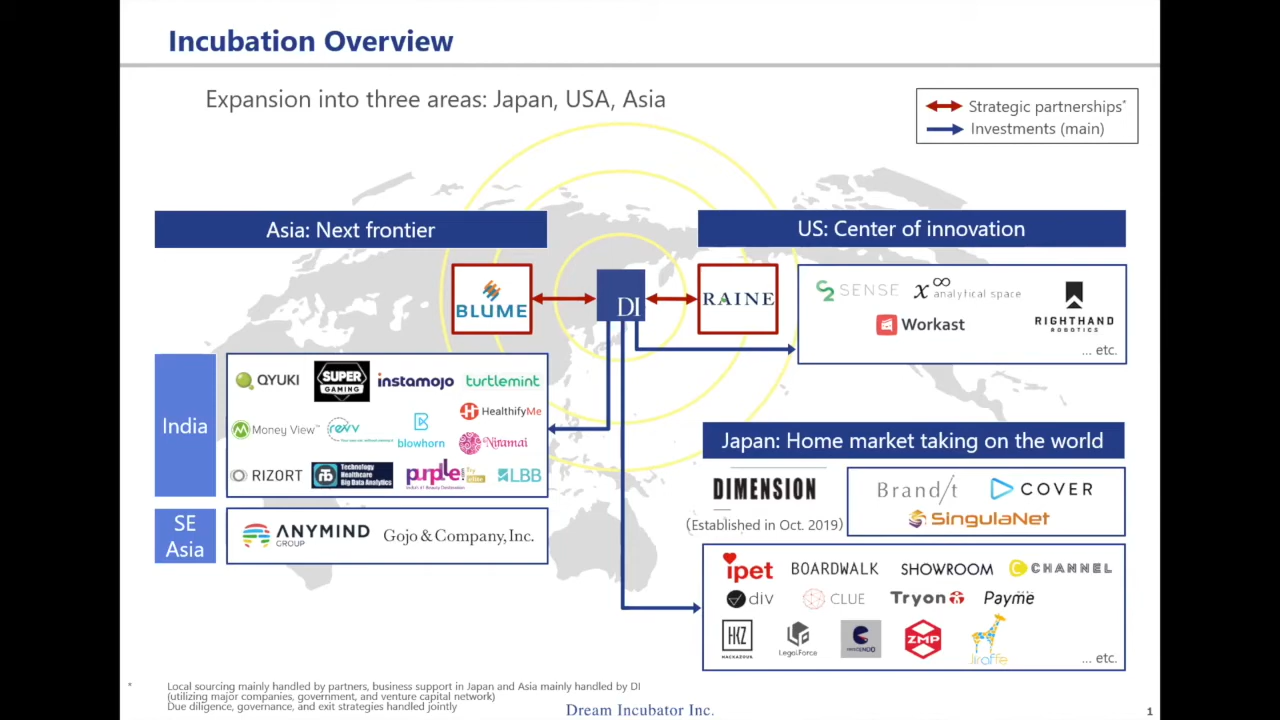 Incubation Overview
Expansion into three areas: Japan, USA, Asia
Strategic partnerships*
Investments (main)
Asia: Next frontier
US: Center of innovation
BLUME
DI
RAINE
SENSE
analytical space
Workast
RIGHTHAND
ROBOTICS
... etc.
India
QYUKI
SUPER
GAMING
instamojo
turtlemint
HealthifyMe
Money View™
revv
blowhorn
Niramai
RIZORT
Technology
Healthcare
Big Data Analytics
purplle
LBB
SE
Asia
ANYMIND
GROUP
Gojo & Company, Inc.
Japan: Home market taking on the world
DIMENSION
(Established in Oct. 2019)
Brand/t
COVER
SingulaNet
ipet
BOARDWALK
SHOWROOM
CHANNEL
div
CLUE
Tryon
Payme
HKZ
HACKAZOUK
LegalForce
ZMP
Jiraffe
... etc.
* Local sourcing mainly handled by partners, business support in Japan and Asia mainly handled by DI
(utilizing major companies, government, and venture capital network)
Due diligence, governance, and exit strategies handled jointly
Dream Incubator Inc.
1